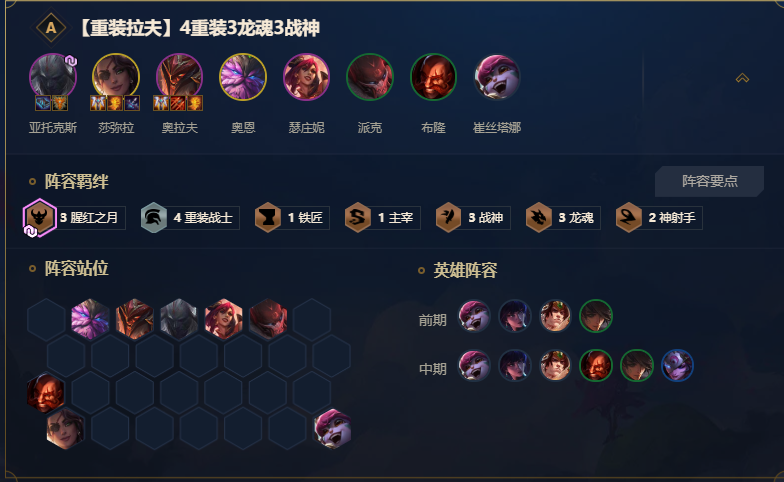 A 【重装拉夫】4重装3龙魂3战神
亚托克斯 莎弥拉 奥拉夫 奥恩 瑟庄妮 派克 布隆 崔丝塔娜
阵容羁绊 阵容要点
3 腥红之月 4 重装战士 1 铁匠 1 主宰 3 战神 3 龙魂 2 神射手
阵容站位 英雄阵容
前期
中期